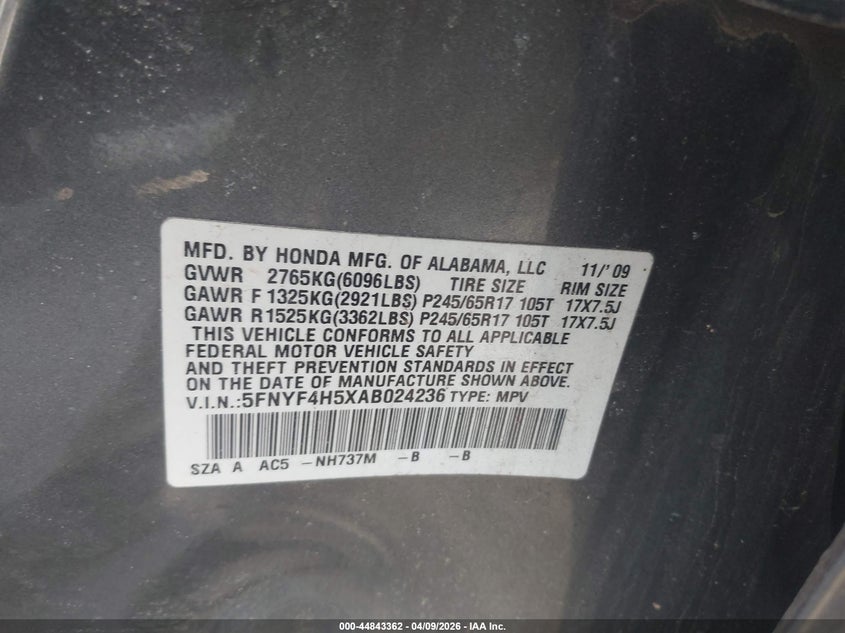 MFD. BY HONDA MFG. OF ALABAMA, LLC 11/'09
GVWR 2765KG(6096LBS) TIRE SIZE RIM SIZE
GAWR F 1325KG(2921LBS) P245/65R17 105T 17X7.5J
GAWR R1525KG(3362LBS) P245/65R17 105T 17X7.5J
THIS VEHICLE CONFORMS TO ALL APPLICABLE
FEDERAL MOTOR VEHICLE SAFETY
AND THEFT PREVENTION STANDARDS IN EFFECT
ON THE DATE OF MANUFACTURE SHOWN ABOVE.
V.I.N.:5FNYF4H5XAB024236 TYPE: MPV
SZA A AC5 -NH737M -B -B
000-44843362 - 04/09/2026 - IAA Inc.